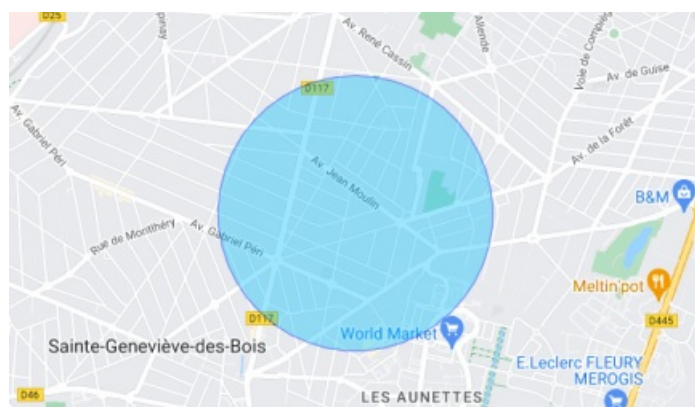 D25
pinay
Av. René Cassin
Allende
Voie de Compièg
Av. de Guise
D117
Av. Gabriel Péri
Av. de la Forêt
Av. Jean Moulin
B&M
Rue de Montlhéry
Av. Gabriel Péri
Meltin'pot
D117
World Market
D445
Sainte-Geneviève-des-Bois
E.Leclerc FLEURY
MEROGIS
D46
LES AUNETTES